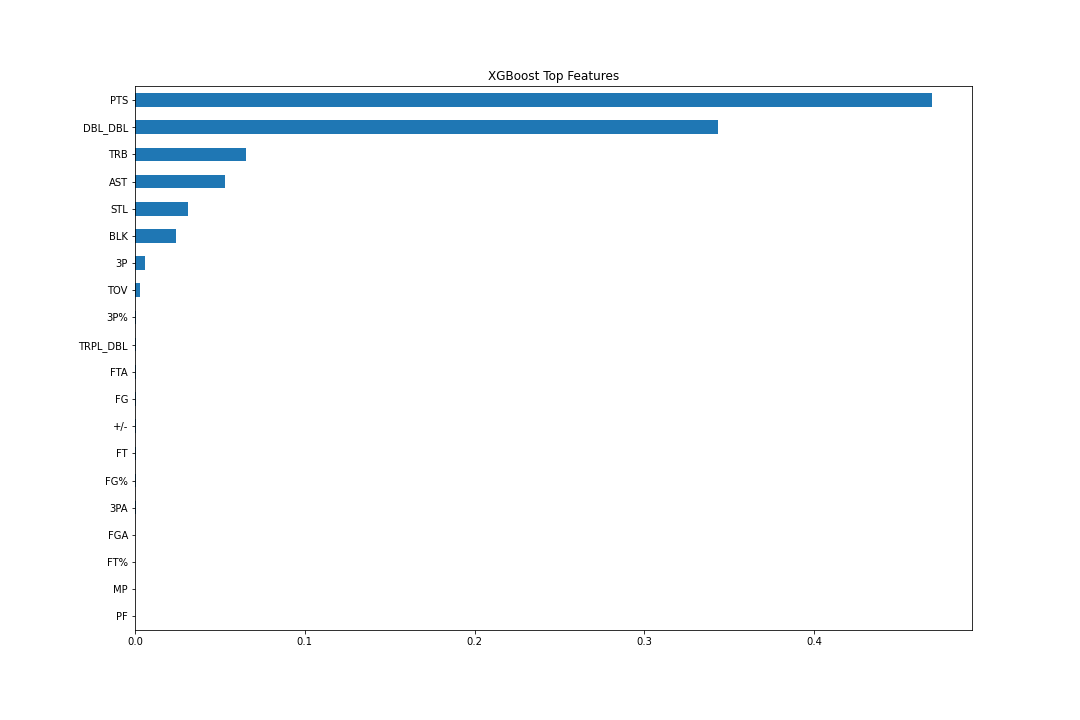 XGBoost Top Features
PTS
DBL_DBL
TRB
AST
STL
BLK
3P
TOV
3P%
TRPL_DBL
FTA
FG
+/-
FT
FG%
3PA
FGA
FT%
MP
PF
0.0 0.1 0.2 0.3 0.4